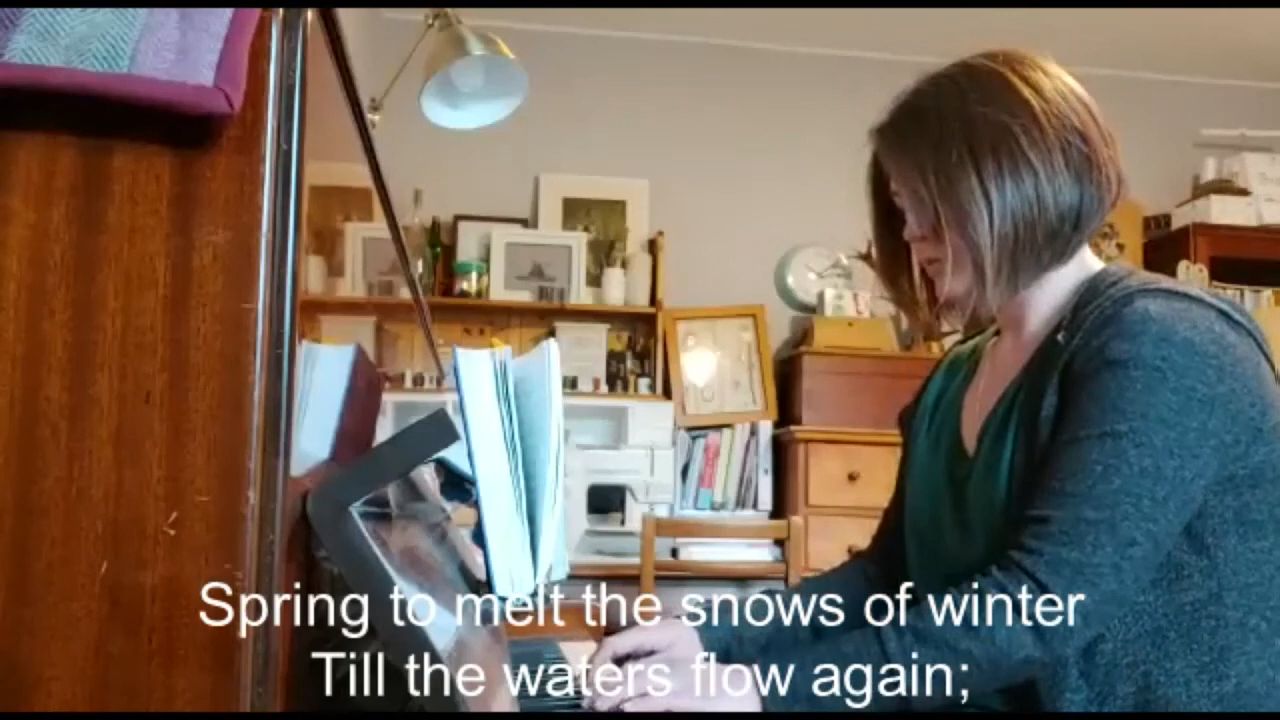 Spring to melt the snows of winter
Till the waters flow again;